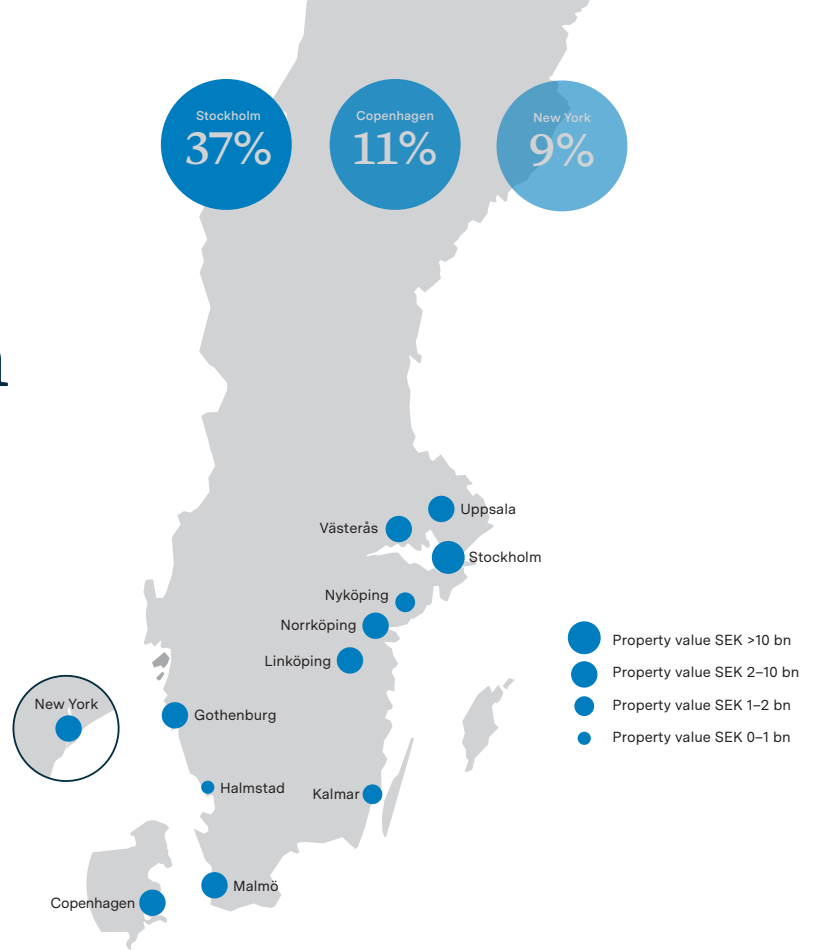 Stockholm
37%
Copenhagen
11%
New York
9%
Uppsala
Västerås
Stockholm
Nyköping
Norrköping
Linköping
New York
Gothenburg
Halmstad
Kalmar
Malmö
Copenhagen
Property value SEK >10 bn
Property value SEK 2–10 bn
Property value SEK 1–2 bn
Property value SEK 0–1 bn